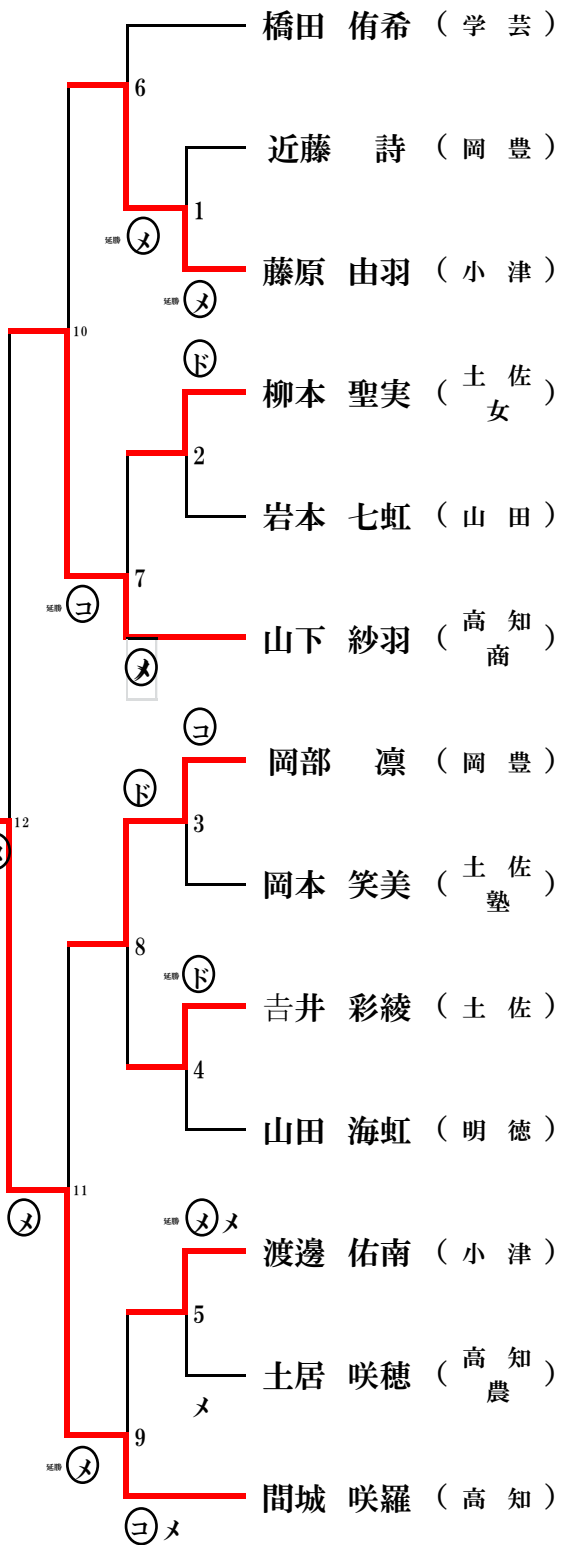 橋田 侑希 （ 学 芸 ）
6
近藤 詩 （ 岡 豊 ）
1
延勝 メ
藤原 由羽 （ 小 津 ）
延勝 メ
10
ド
柳本 聖実 （ 土 佐 女 ）
2
岩本 七虹 （ 山 田 ）
7
延勝 コ
山下 紗羽 （ 高 知 商 ）
メ
コ
岡部 凛 （ 岡 豊 ）
ド
3
12
メ
岡本 笑美 （ 土 佐 塾 ）
8
延勝 ド
𠮷井 彩綾 （ 土 佐 ）
4
山田 海虹 （ 明 徳 ）
11
メ
延勝 メ メ
渡邊 佑南 （ 小 津 ）
5
土居 咲穂 （ 高 知 農 ）
メ
9
延勝 メ
間城 咲羅 （ 高 知 ）
コ メ